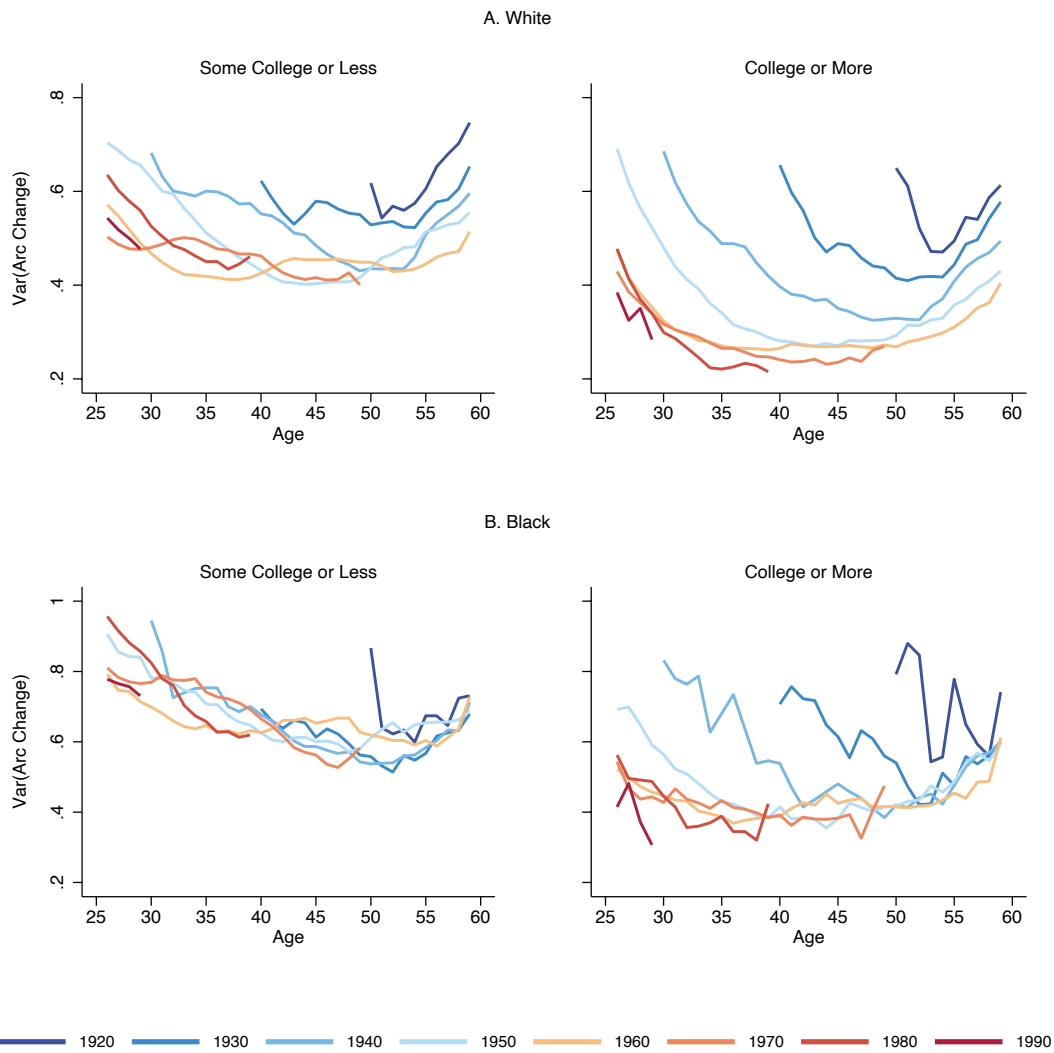 A. White
Some College or Less
College or More
Var(Arc Change)
.8
.6
.4
.2
25 30 35 40 45 50 55 60
25 30 35 40 45 50 55 60
Age
Age
B. Black
Some College or Less
College or More
Var(Arc Change)
1
.8
.6
.4
.2
25 30 35 40 45 50 55 60
25 30 35 40 45 50 55 60
Age
Age
1920 1930 1940 1950 1960 1970 1980 1990